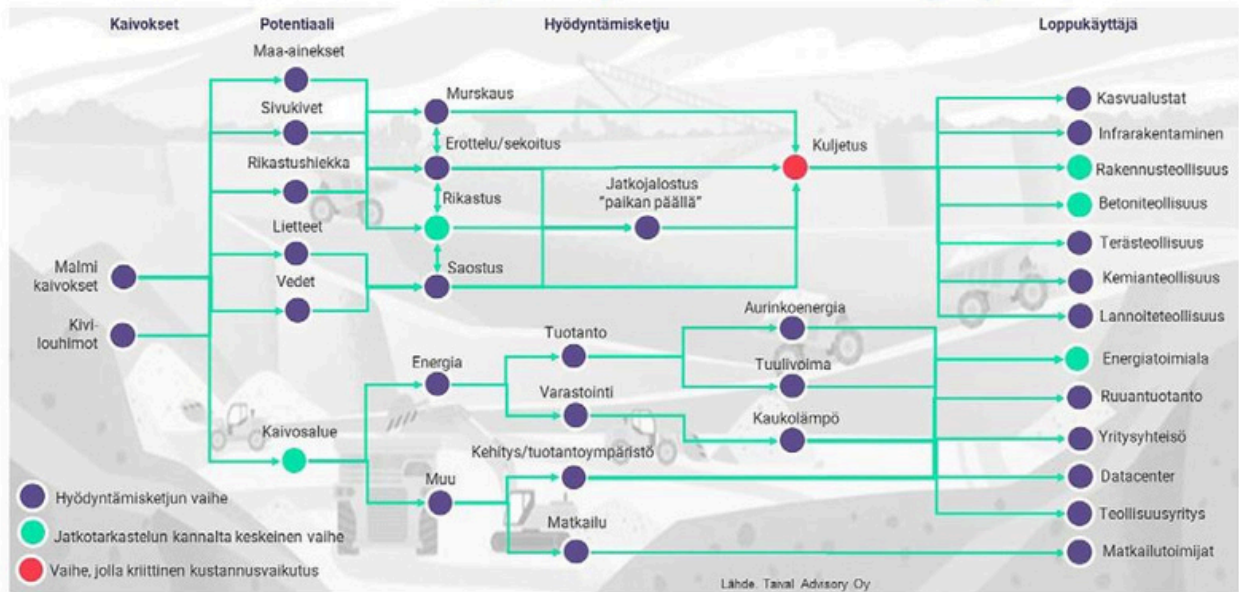 Kaivokset
Potentiaali
Hyödyntämisketju
Loppukäyttäjä
Malmi
kaivokset
Kivi-
louhimot
Maa-ainekset
Sivukivet
Rikastushiekka
Lietteet
Vedet
Kaivosalue
Murskaus
Erottelu/sekoitus
Rikastus
Saostus
Jatkojalostus
"paikan päällä"
Kuljetus
Energia
Muu
Tuotanto
Varastointi
Kehitys/tuotantoympäristö
Matkailu
Aurinkoenergia
Tuulivoima
Kaukolämpö
Kasvualustat
Infrarakentaminen
Rakennusteollisuus
Betoniteollisuus
Terästeollisuus
Kemianteollisuus
Lannoiteteollisuus
Energiatoimiala
Ruuantuotanto
Yritysyhteisö
Datacenter
Teollisuusyritys
Matkailutoimijat
Hyödyntämisketjun vaihe
Jatkotarkastelun kannalta keskeinen vaihe
Vaihe, jolla kriittinen kustannusvaikutus
Lähde. Taival Advisory Oy